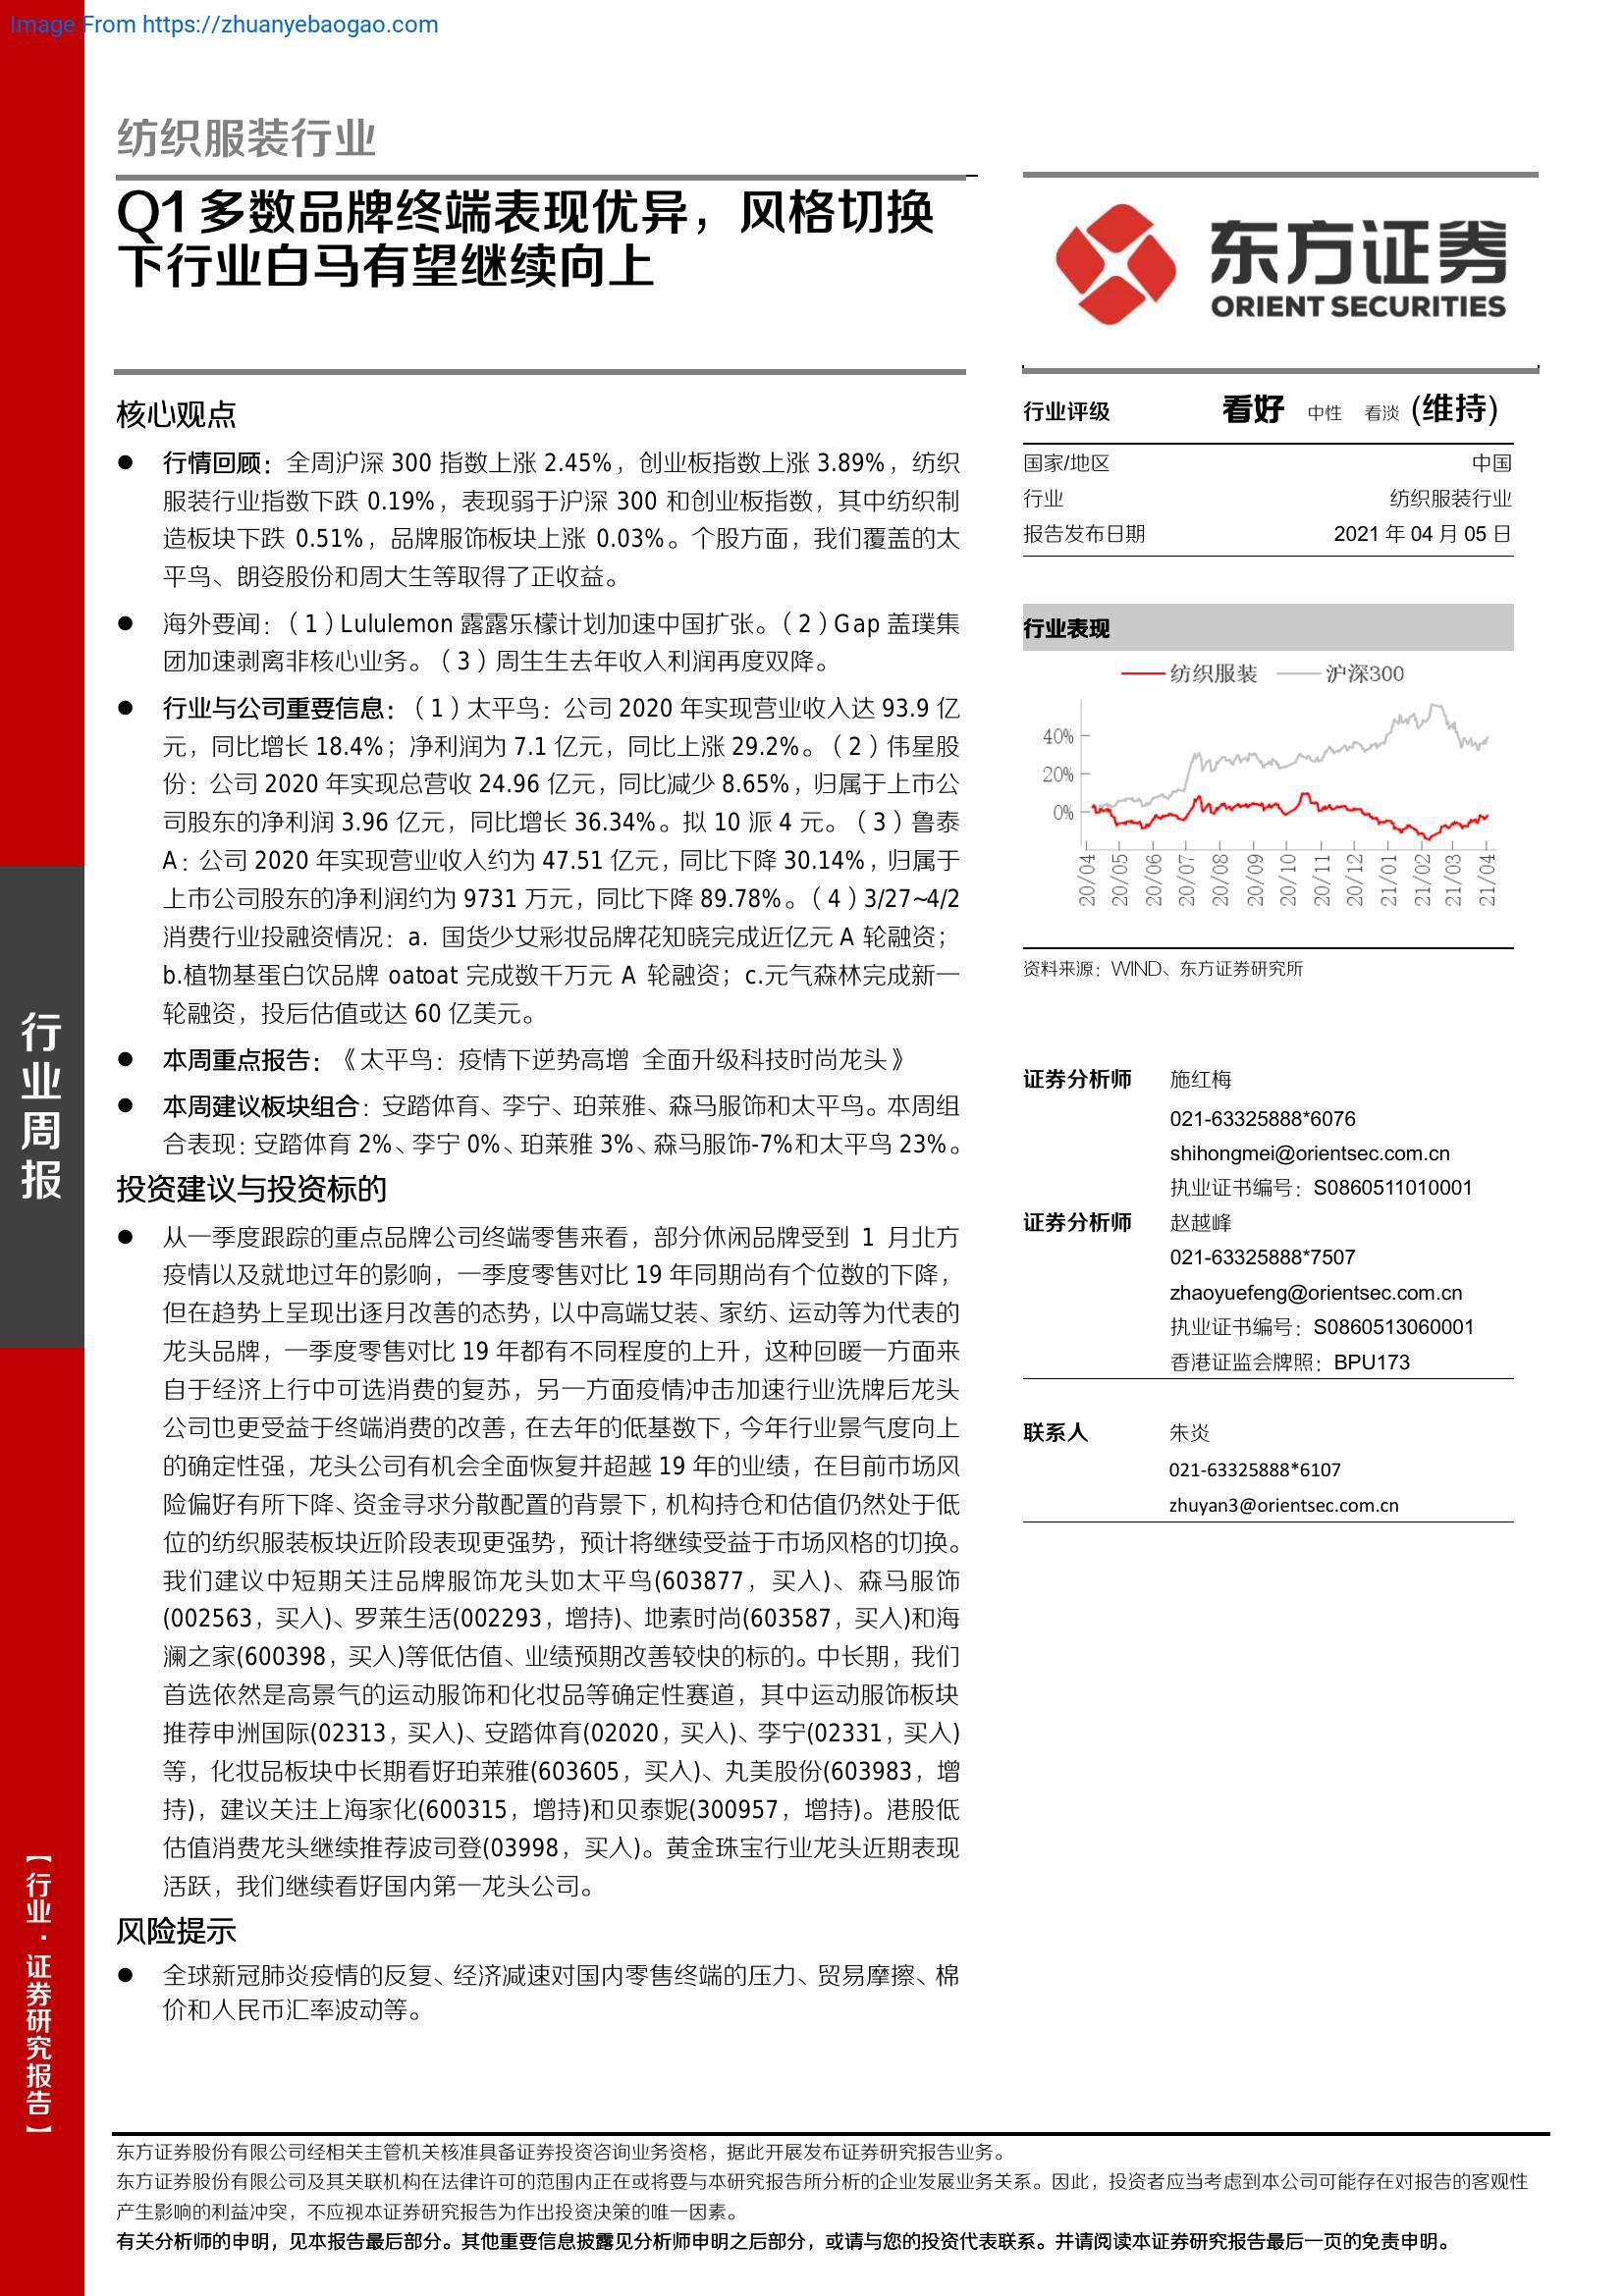 Image From https://zhuanyebaogao.com
纺织服装行业
Q1多数品牌终端表现优异，风格切换
下行业白马有望继续向上
东方证券
ORIENT SECURITIES
核心观点
● 行情回顾：全周沪深 300 指数上涨 2.45%，创业板指数上涨 3.89%，纺织
服装行业指数下跌 0.19%，表现弱于沪深 300 和创业板指数，其中纺织制
造板块下跌 0.51%，品牌服饰板块上涨 0.03%。个股方面，我们覆盖的太
平鸟、朗姿股份和周大生等取得了正收益。
● 海外要闻：（1）Lululemon 露露乐檬计划加速中国扩张。（2）Gap 盖璞集
团加速剥离非核心业务。（3）周生生去年收入利润再度双降。
● 行业与公司重要信息：（1）太平鸟：公司 2020 年实现营业收入达 93.9 亿
元，同比增长 18.4%；净利润为 7.1 亿元，同比上涨 29.2%。（2）伟星股
份：公司 2020 年实现总营收 24.96 亿元，同比减少 8.65%，归属于上市公
司股东的净利润 3.96 亿元，同比增长 36.34%。拟 10 派 4 元。（3）鲁泰
A：公司 2020 年实现营业收入约为 47.51 亿元，同比下降 30.14%，归属于
上市公司股东的净利润约为 9731 万元，同比下降 89.78%。（4）3/27~4/2
消费行业投融资情况：a. 国货少女彩妆品牌花知晓完成近亿元 A 轮融资；
b.植物基蛋白饮品牌 oatoat 完成数千万元 A 轮融资；c.元气森林完成新一
轮融资，投后估值或达 60 亿美元。
● 本周重点报告：《太平鸟：疫情下逆势高增 全面升级科技时尚龙头》
● 本周建议板块组合：安踏体育、李宁、珀莱雅、森马服饰和太平鸟。本周组
合表现：安踏体育 2%、李宁 0%、珀莱雅 3%、森马服饰-7%和太平鸟 23%。
投资建议与投资标的
● 从一季度跟踪的重点品牌公司终端零售来看，部分休闲品牌受到 1 月北方
疫情以及就地过年的影响，一季度零售对比 19 年同期尚有个位数的下降，
但在趋势上呈现出逐月改善的态势，以中高端女装、家纺、运动等为代表的
龙头品牌，一季度零售对比 19 年都有不同程度的上升，这种回暖一方面来
自于经济上行中可选消费的复苏，另一方面疫情冲击加速行业洗牌后龙头
公司也更受益于终端消费的改善，在去年的低基数下，今年行业景气度向上
的确定性强，龙头公司有机会全面恢复并超越 19 年的业绩，在目前市场风
险偏好有所下降、资金寻求分散配置的背景下，机构持仓和估值仍然处于低
位的纺织服装板块近阶段表现更强势，预计将继续受益于市场风格的切换。
我们建议中短期关注品牌服饰龙头如太平鸟(603877，买入)、森马服饰
(002563，买入)、罗莱生活(002293，增持)、地素时尚(603587，买入)和海
澜之家(600398，买入)等低估值、业绩预期改善较快的标的。中长期，我们
首选依然是高景气的运动服饰和化妆品等确定性赛道，其中运动服饰板块
推荐申洲国际(02313，买入)、安踏体育(02020，买入)、李宁(02331，买入)
等，化妆品板块中长期看好珀莱雅(603605，买入)、丸美股份(603983，增
持)，建议关注上海家化(600315，增持)和贝泰妮(300957，增持)。港股低
估值消费龙头继续推荐波司登(03998，买入)。黄金珠宝行业龙头近期表现
活跃，我们继续看好国内第一龙头公司。
风险提示
● 全球新冠肺炎疫情的反复、经济减速对国内零售终端的压力、贸易摩擦、棉
价和人民币汇率波动等。
行业评级 看好 中性 看淡 (维持)
国家/地区 中国
行业 纺织服装行业
报告发布日期 2021 年 04 月 05 日
行业表现
纺织服装 沪深300
40%
20%
0%
20/04 20/05 20/06 20/07 20/08 20/09 20/10 20/11 20/12 21/01 21/02 21/03 21/04
资料来源：WIND、东方证券研究所
证券分析师 施红梅
021-63325888*6076
shihongmei@orientsec.com.cn
执业证书编号：S0860511010001
证券分析师 赵越峰
021-63325888*7507
zhaoyuefeng@orientsec.com.cn
执业证书编号：S0860513060001
香港证监会牌照：BPU173
联系人 朱炎
021-63325888*6107
zhuyan3@orientsec.com.cn
行业周报
【行业·证券研究报告】
东方证券股份有限公司经相关主管机关核准具备证券投资咨询业务资格，据此开展发布证券研究报告业务。
东方证券股份有限公司及其关联机构在法律许可的范围内正在或将要与本研究报告所分析的企业发展业务关系。因此，投资者应当考虑到本公司可能存在对报告的客观性
产生影响的利益冲突，不应视本证券研究报告为作出投资决策的唯一因素。
有关分析师的申明，见本报告最后部分。其他重要信息披露见分析师申明之后部分，或请与您的投资代表联系。并请阅读本证券研究报告最后一页的免责申明。